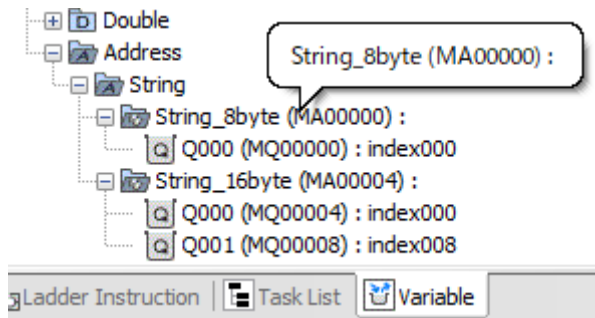 Double
Address
String_8byte (MA00000) :
String
String_8byte (MA00000) :
Q000 (MQ00000) : index000
String_16byte (MA00004) :
Q000 (MQ00004) : index000
Q001 (MQ00008) : index008
Ladder Instruction Task List Variable